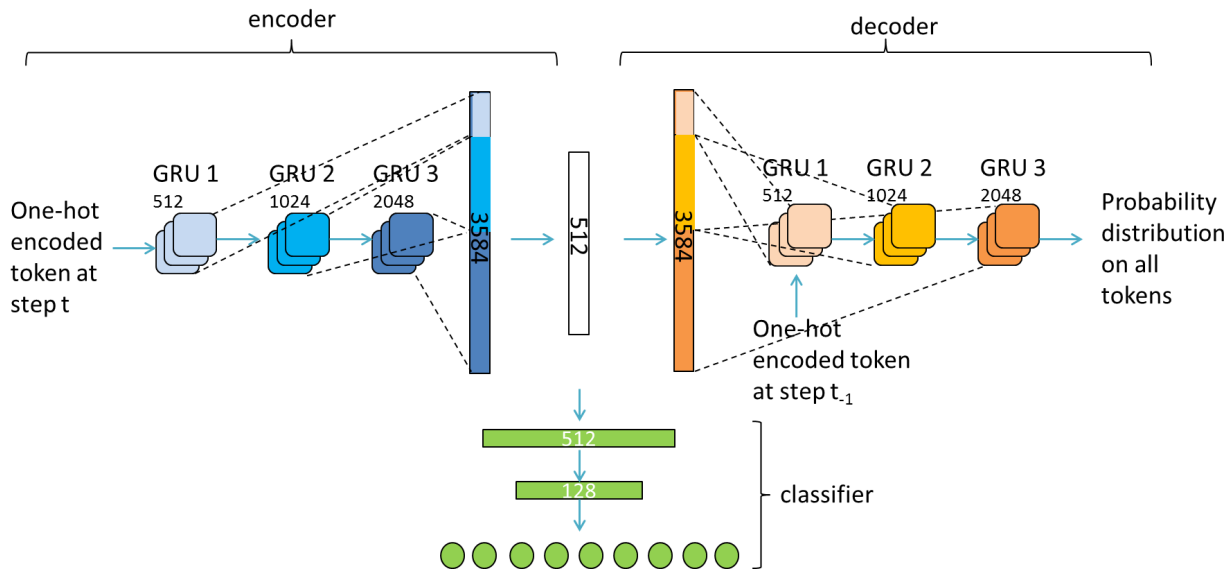 encoder
decoder
GRU 1
512
GRU 2
1024
GRU 3
2048
One-hot
encoded
token at
step t
3584
512
3584
GRU 1
512
GRU 2
1024
GRU 3
2048
Probability
distribution
on all
tokens
One-hot
encoded token
at step t₋₁
512
128
classifier